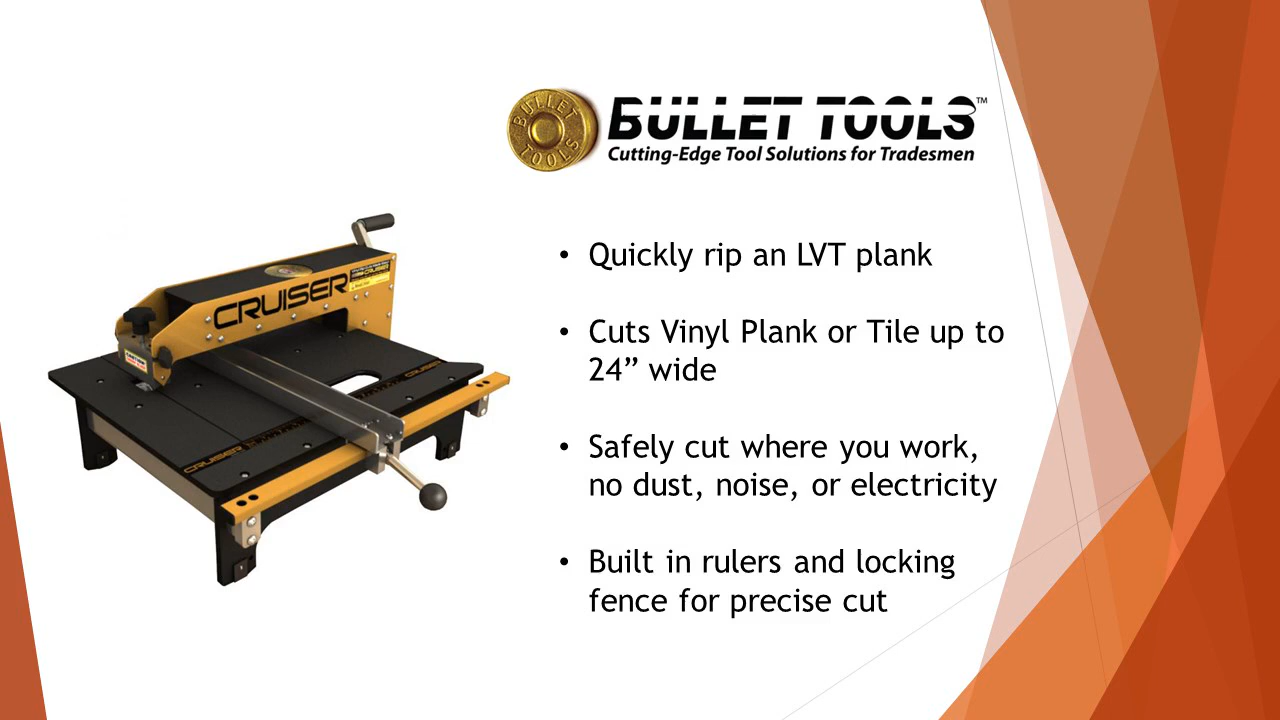 BULLET TOOLS
BULLET TOOLS™
Cutting-Edge Tool Solutions for Tradesmen
• Quickly rip an LVT plank
CRUISER
CRUISER
• Cuts Vinyl Plank or Tile up to
24” wide
CRUISER
• Safely cut where you work,
no dust, noise, or electricity
CRUISER
• Built in rulers and locking
fence for precise cut